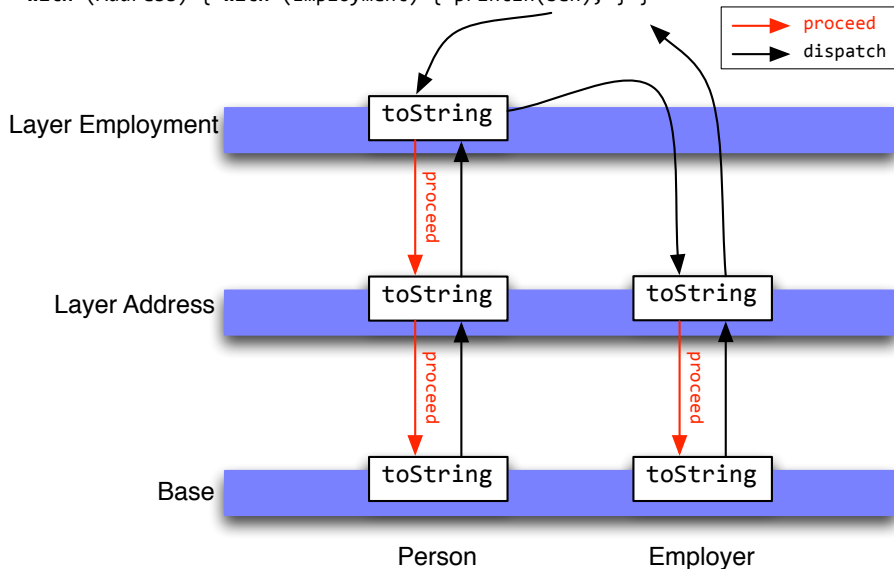 proceed
dispatch
toString
Layer Employment
proceed
toString
toString
Layer Address
proceed
proceed
toString
toString
Base
Person
Employer